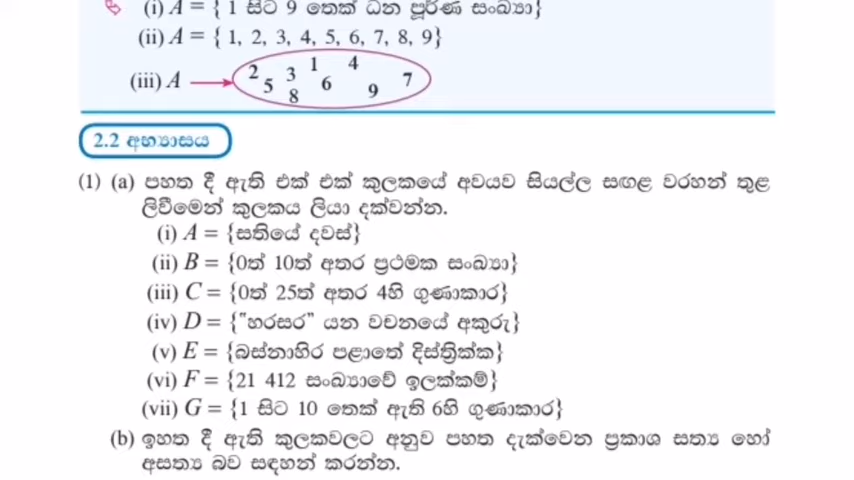 (i) A = { 1 සිට 9 තෙක් ධන පූර්ණ සංඛ්‍යා}
(ii) A = { 1, 2, 3, 4, 5, 6, 7, 8, 9}
(iii) A
2 5 3 8 1 6 4 9 7
2.2 අභ්‍යාසය
(1) (a) පහත දී ඇති එක් එක් කුලකයේ අවයව සියල්ල සඟළ වරහන් තුළ
ලිවීමෙන් කුලකය ලියා දක්වන්න.
(i) A = {සතියේ දවස්}
(ii) B = {0ත් 10ත් අතර ප්‍රථමක සංඛ්‍යා}
(iii) C = {0ත් 25ත් අතර 4හි ගුණාකාර}
(iv) D = {"හරසර" යන වචනයේ අකුරු}
(v) E = {බස්නාහිර පළාතේ දිස්ත්‍රික්ක}
(vi) F = {21 412 සංඛ්‍යාවේ ඉලක්කම්}
(vii) G = {1 සිට 10 තෙක් ඇති 6හි ගුණාකාර}
(b) ඉහත දී ඇති කුලකවලට අනුව පහත දැක්වෙන ප්‍රකාශ සත්‍ය හෝ
අසත්‍ය බව සඳහන් කරන්න.